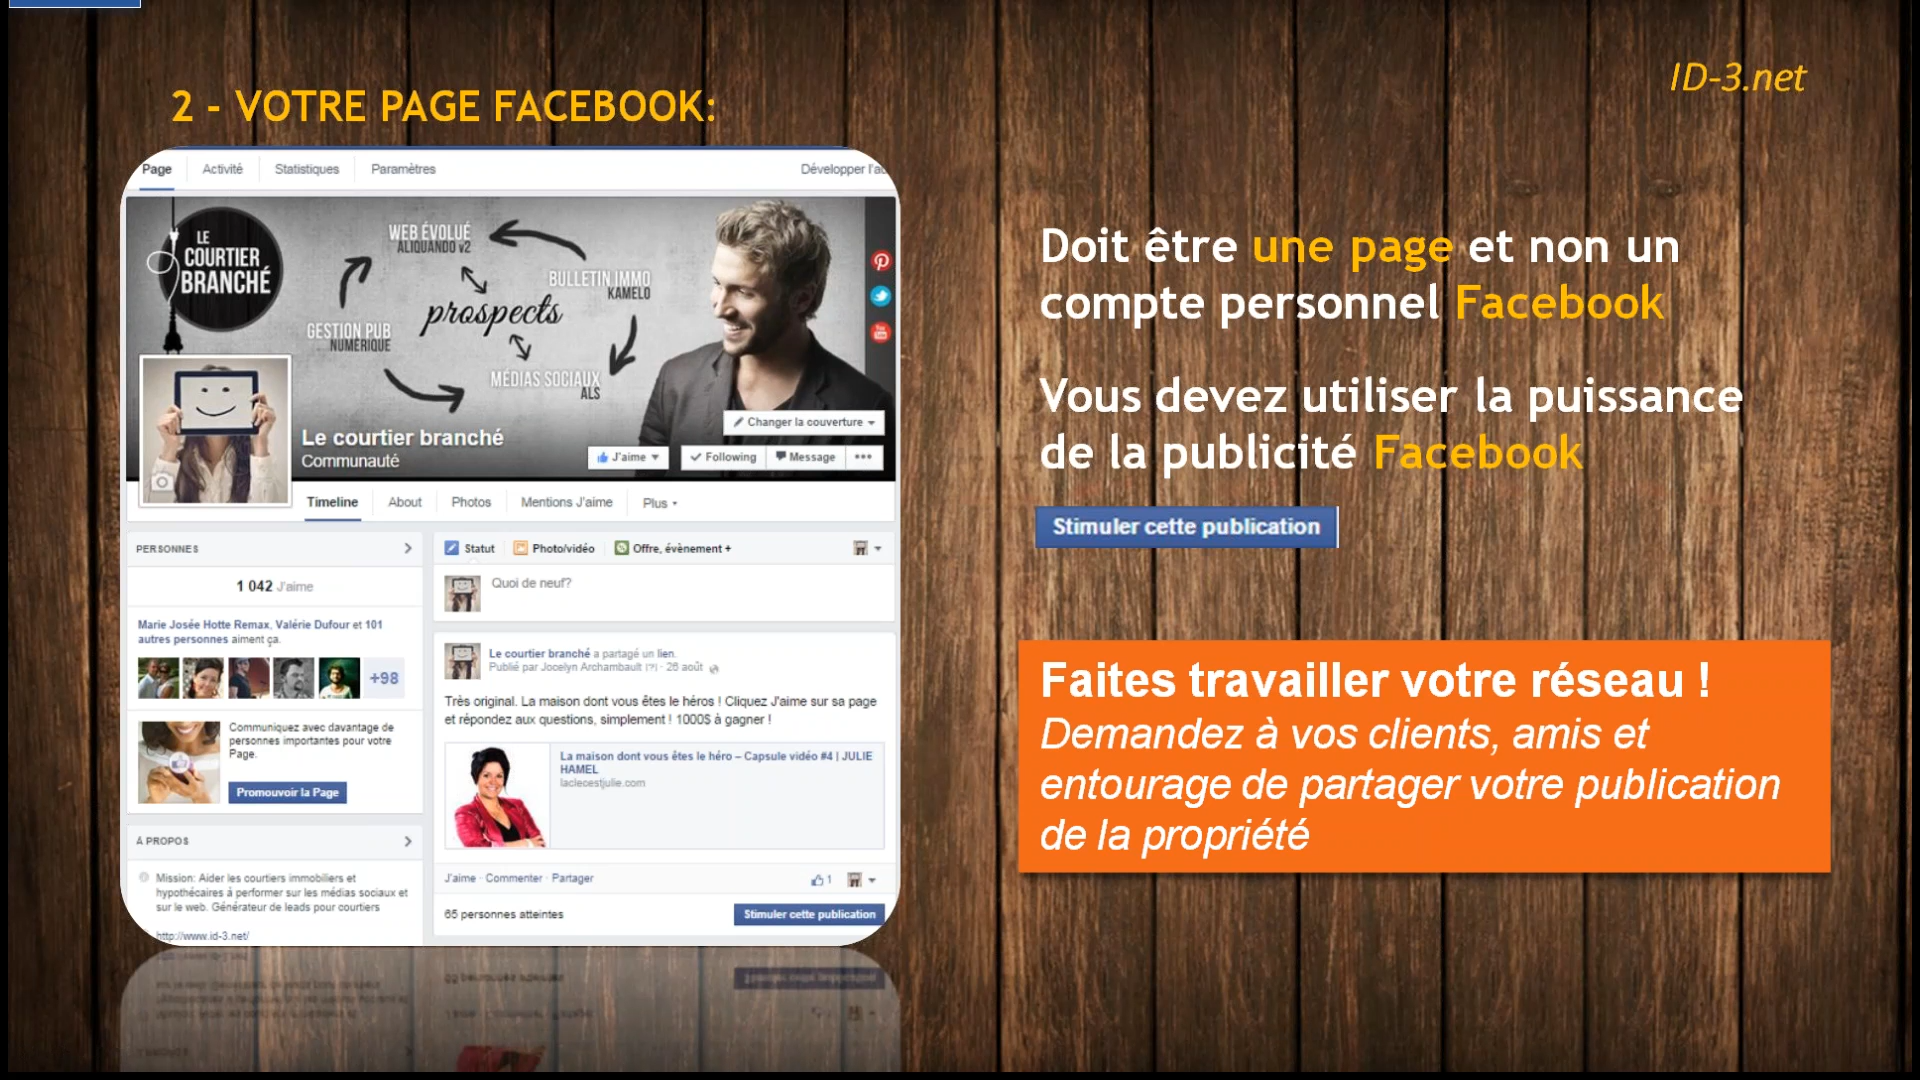 ID-3.net
2 - VOTRE PAGE FACEBOOK:
Page Activité Statistiques Paramètres Développer l'au
LE
COURTIER
BRANCHÉ
WEB ÉVOLUÉ
ALIQUANDO v2
BULLETIN IMMO
KAMELO
prospects
GESTION PUB
NUMÉRIQUE
MÉDIAS SOCIAUX
ALS
Changer la couverture
Le courtier branché
Communauté
J'aime Following Message •••
Timeline About Photos Mentions J'aime Plus
PERSONNES
1 042 J'aime
Marie Josée Hotte Remax, Valérie Dufour et 101
autres personnes aiment ça.
+98
Communiquez avec davantage de
personnes importantes pour votre
Page.
Promouvoir la Page
À PROPOS
Mission: Aider les courtiers immobiliers et
hypothécaires à performer sur les médias sociaux et
sur le web. Générateur de leads pour courtiers
http://www.id-3.net/
Statut Photo/vidéo Offre, évènement +
Quoi de neuf?
Le courtier branché a partagé un lien.
Publié par Jocelyn Archambault [?] · 26 août
Très original. La maison dont vous êtes le héros ! Cliquez J'aime sur sa page
et répondez aux questions, simplement ! 1000$ à gagner !
La maison dont vous êtes le héro – Capsule vidéo #4 | JULIE
HAMEL
laclecestjulie.com
J'aime · Commenter · Partager 1
65 personnes atteintes
Stimuler cette publication
Doit être une page et non un
compte personnel Facebook
Vous devez utiliser la puissance
de la publicité Facebook
Stimuler cette publication
Faites travailler votre réseau !
Demandez à vos clients, amis et
entourage de partager votre publication
de la propriété